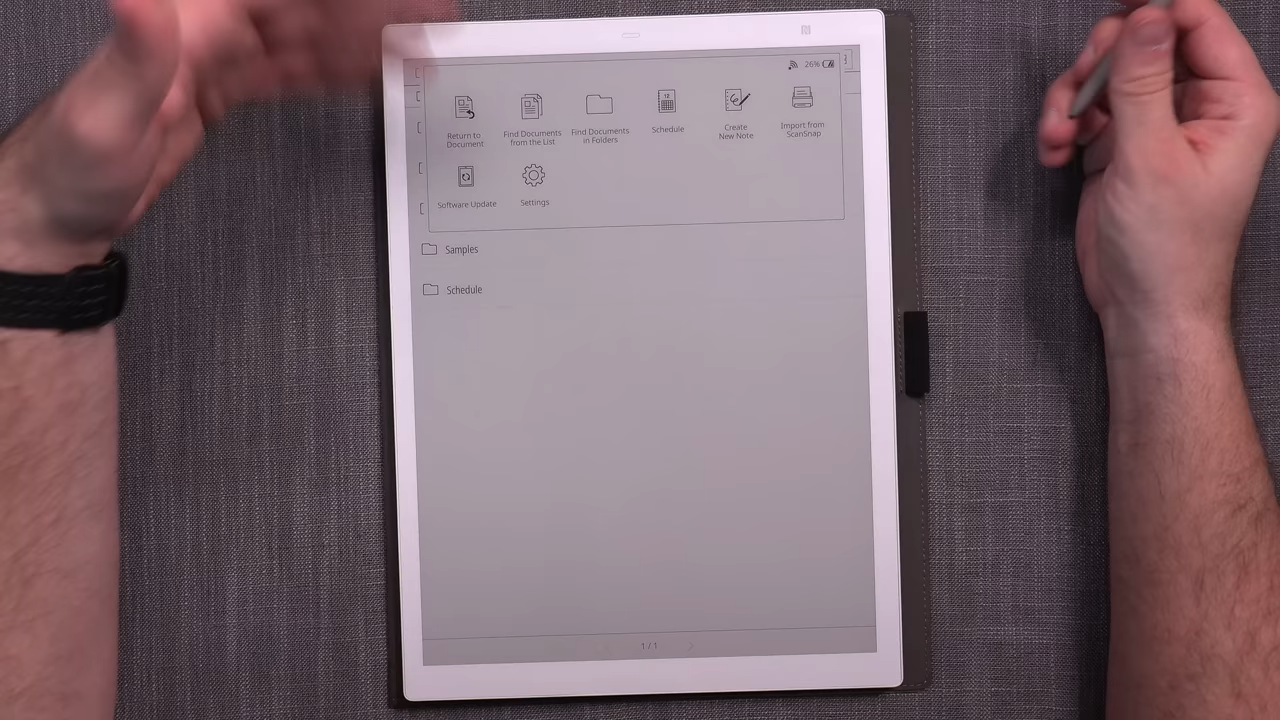 26%
Return to
Document
Find Documents
from the List
Find Documents
in Folders
Schedule
Create
New Note
Import from
ScanSnap
Software Update
Settings
Samples
Schedule
1 / 1